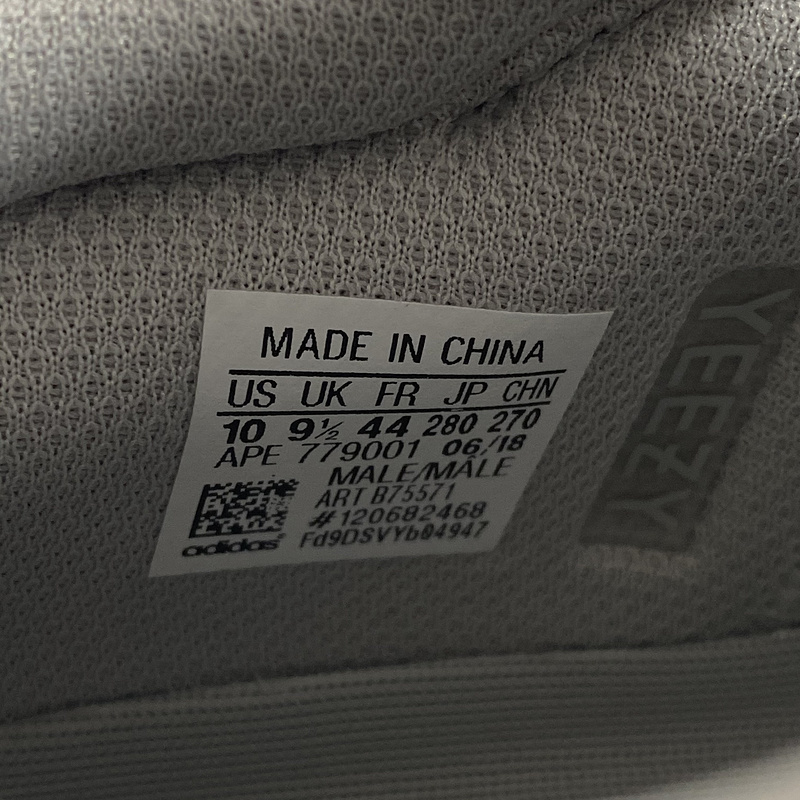 MADE IN CHINA
US UK FR JP CHN
10 9½ 44 280 270
APE 779001 06/18
MALE/MÂLE
ART B75571
#120682468
Fd9DSVYb04947
adidas
YEEZY